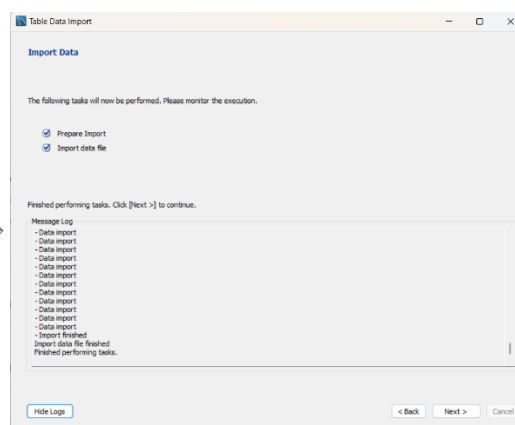 Table Data Import
Import Data
The following tasks will now be performed. Please monitor the execution.
Prepare Import
Import data file
Finished performing tasks. Click [Next >] to continue.
Message Log
- Data import
- Data import
- Data import
- Data import
- Data import
- Data import
- Data import
- Data import
- Data import
- Data import
- Data import
- Data import
- Import finished
Import data file finished
Finished performing tasks.
Hide Logs
< Back
Next >
Cancel